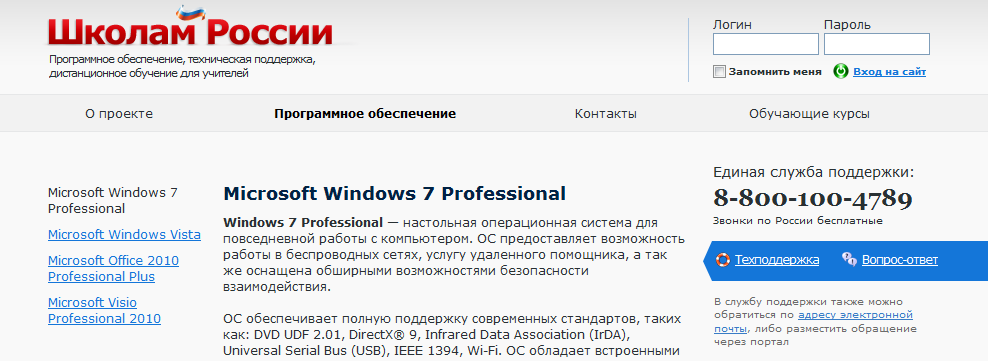 Школам России
Программное обеспечение, техническая поддержка,
дистанционное обучение для учителей
Логин
Пароль
Запомнить меня
Вход на сайт
О проекте
Программное обеспечение
Контакты
Обучающие курсы
Microsoft Windows 7
Professional
Microsoft Windows Vista
Microsoft Office 2010
Professional Plus
Microsoft Visio
Professional 2010
Microsoft Windows 7 Professional
Windows 7 Professional — настольная операционная система для
повседневной работы с компьютером. ОС предоставляет возможность
работы в беспроводных сетях, услугу удаленного помощника, а так
же оснащена обширными возможностями безопасности
взаимодействия.
ОС обеспечивает полную поддержку современных стандартов, таких
как: DVD UDF 2.01, DirectX® 9, Infrared Data Association (IrDA),
Universal Serial Bus (USB), IEEE 1394, Wi-Fi. ОС обладает встроенными
Единая служба поддержки:
8-800-100-4789
Звонки по России бесплатные
Техподдержка
Вопрос-ответ
В службу поддержки также можно
обратиться по адресу электронной
почты, либо разместить обращение
через портал